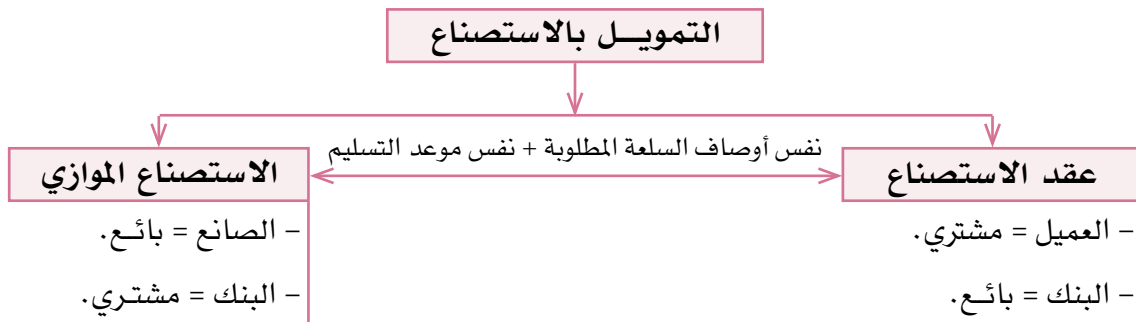 التمويــل بالاستصناع
نفس أوصاف السلعة المطلوبة + نفس موعد التسليم
عقد الاستصناع
– العميل = مشتري.
– البنك = بائـع.
الاستصناع الموازي
– الصانع = بائـع.
– البنك = مشتـري.